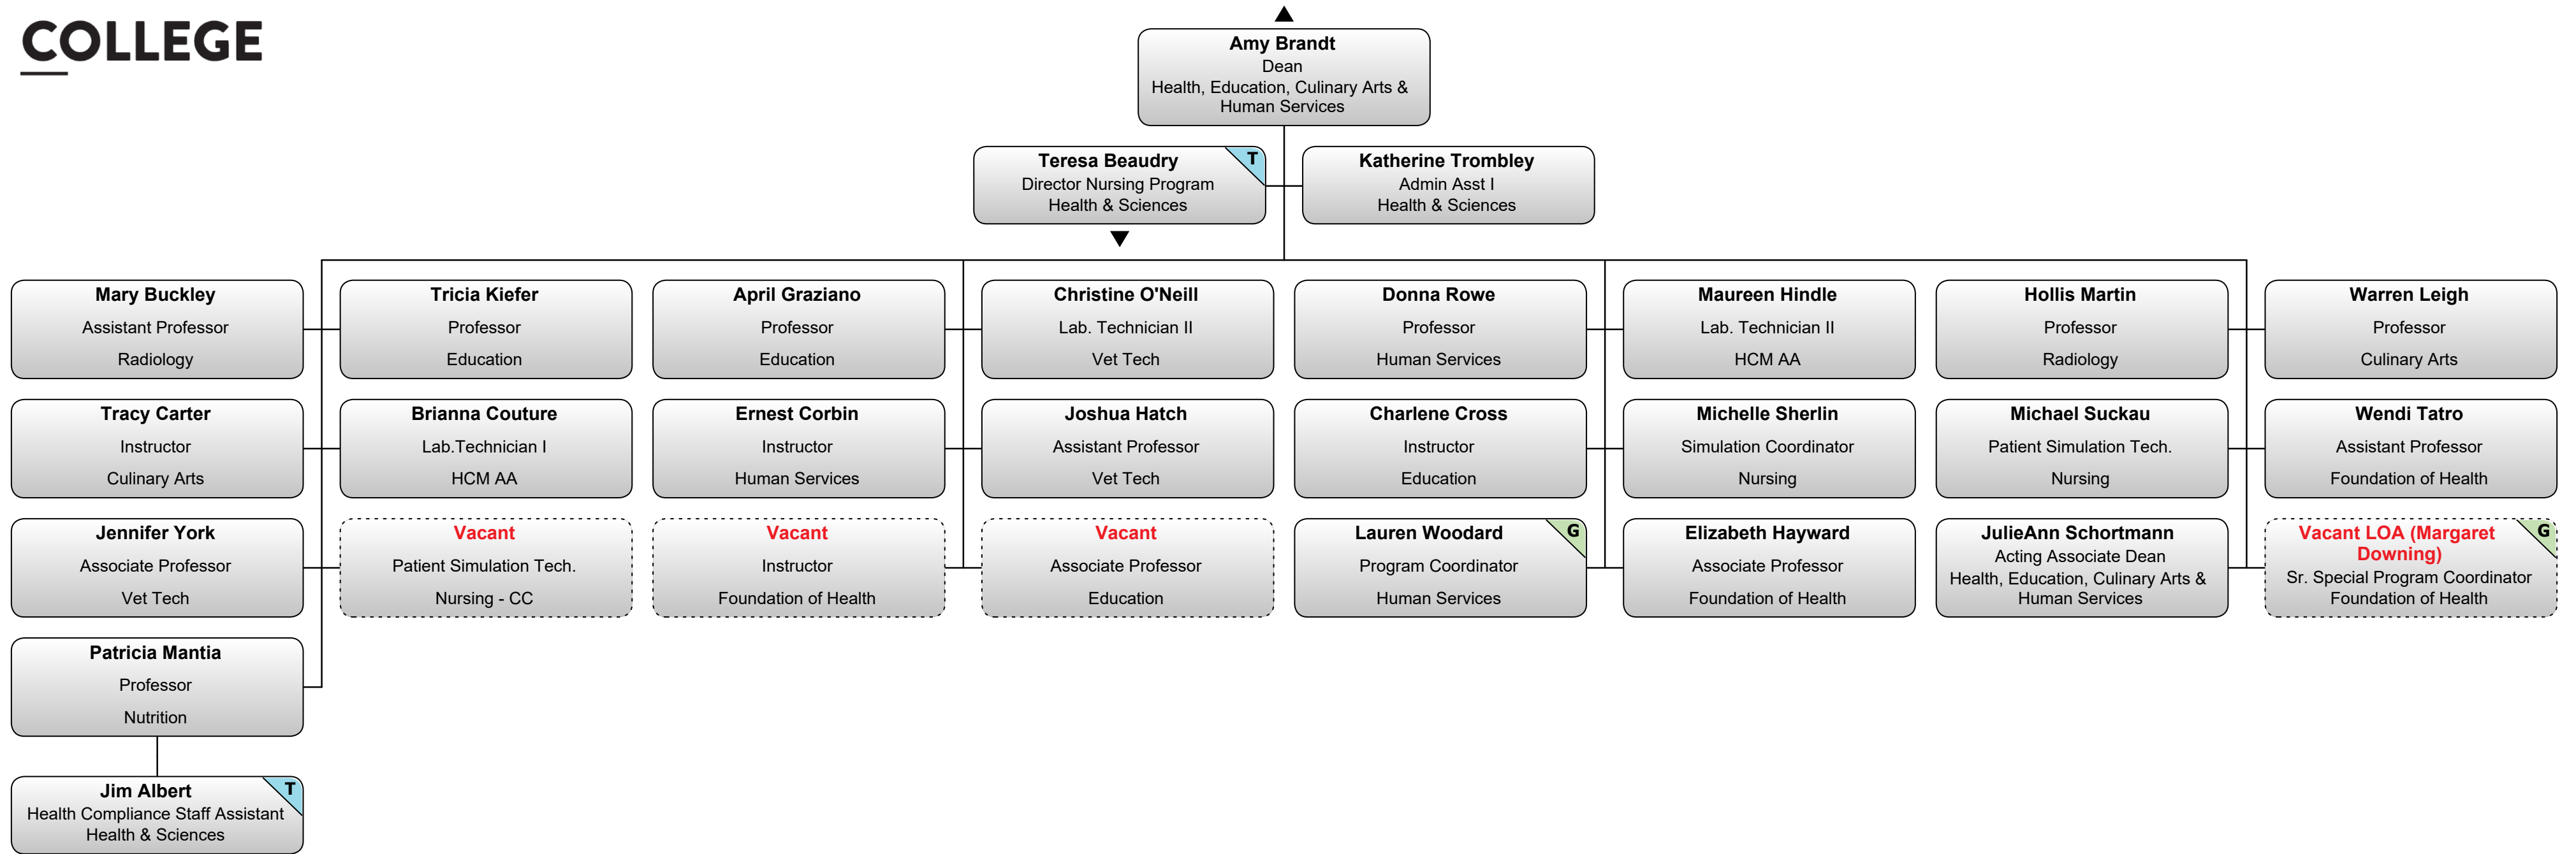 COLLEGE
Amy Brandt
Dean
Health, Education, Culinary Arts &
Human Services
Teresa Beaudry
T
Director Nursing Program
Health & Sciences
Katherine Trombley
Admin Asst I
Health & Sciences
Mary Buckley
Assistant Professor
Radiology
Tricia Kiefer
Professor
Education
April Graziano
Professor
Education
Christine O'Neill
Lab. Technician II
Vet Tech
Donna Rowe
Professor
Human Services
Maureen Hindle
Lab. Technician II
HCM AA
Hollis Martin
Professor
Radiology
Warren Leigh
Professor
Culinary Arts
Tracy Carter
Instructor
Culinary Arts
Brianna Couture
Lab.Technician I
HCM AA
Ernest Corbin
Instructor
Human Services
Joshua Hatch
Assistant Professor
Vet Tech
Charlene Cross
Instructor
Education
Michelle Sherlin
Simulation Coordinator
Nursing
Michael Suckau
Patient Simulation Tech.
Nursing
Wendi Tatro
Assistant Professor
Foundation of Health
Jennifer York
Associate Professor
Vet Tech
Vacant
Patient Simulation Tech.
Nursing - CC
Vacant
Instructor
Foundation of Health
Vacant
Associate Professor
Education
Lauren Woodard
G
Program Coordinator
Human Services
Elizabeth Hayward
Associate Professor
Foundation of Health
JulieAnn Schortmann
Acting Associate Dean
Health, Education, Culinary Arts &
Human Services
Vacant LOA (Margaret
Downing)
G
Sr. Special Program Coordinator
Foundation of Health
Patricia Mantia
Professor
Nutrition
Jim Albert
T
Health Compliance Staff Assistant
Health & Sciences